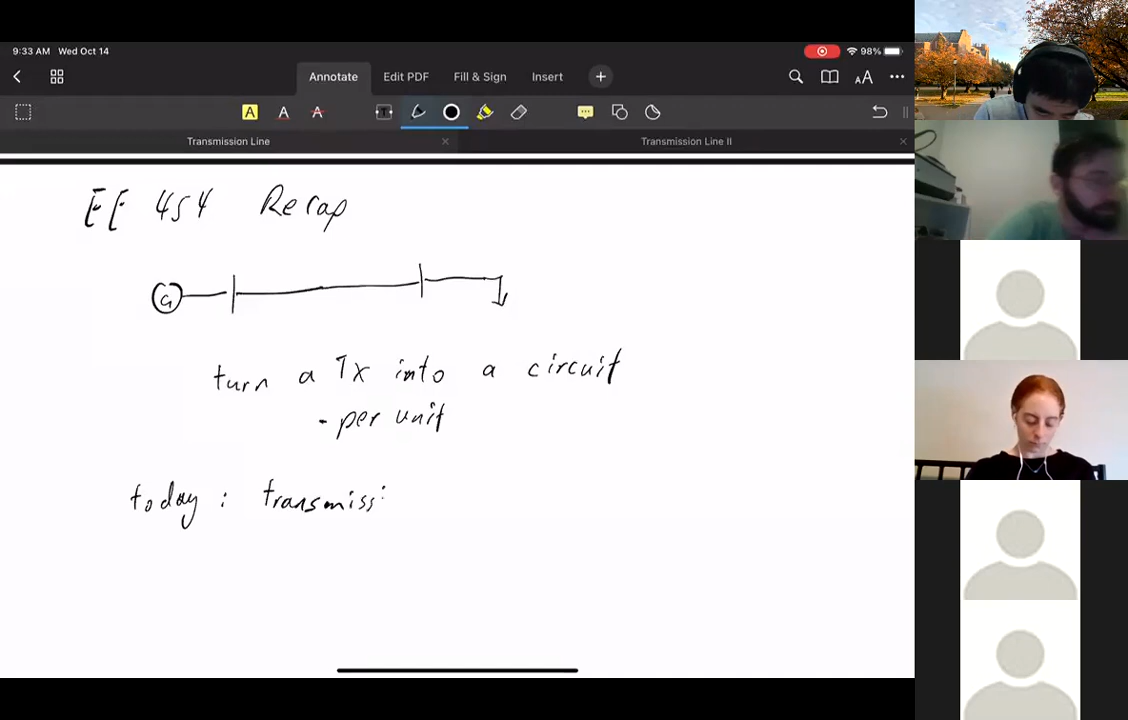 9:33 AM Wed Oct 14
98%
Annotate Edit PDF Fill & Sign Insert
AA
A A A T
Transmission Line
Transmission Line II
EE 454 Recap
G
turn a Tx into a circuit
- per unit
today : transmissi